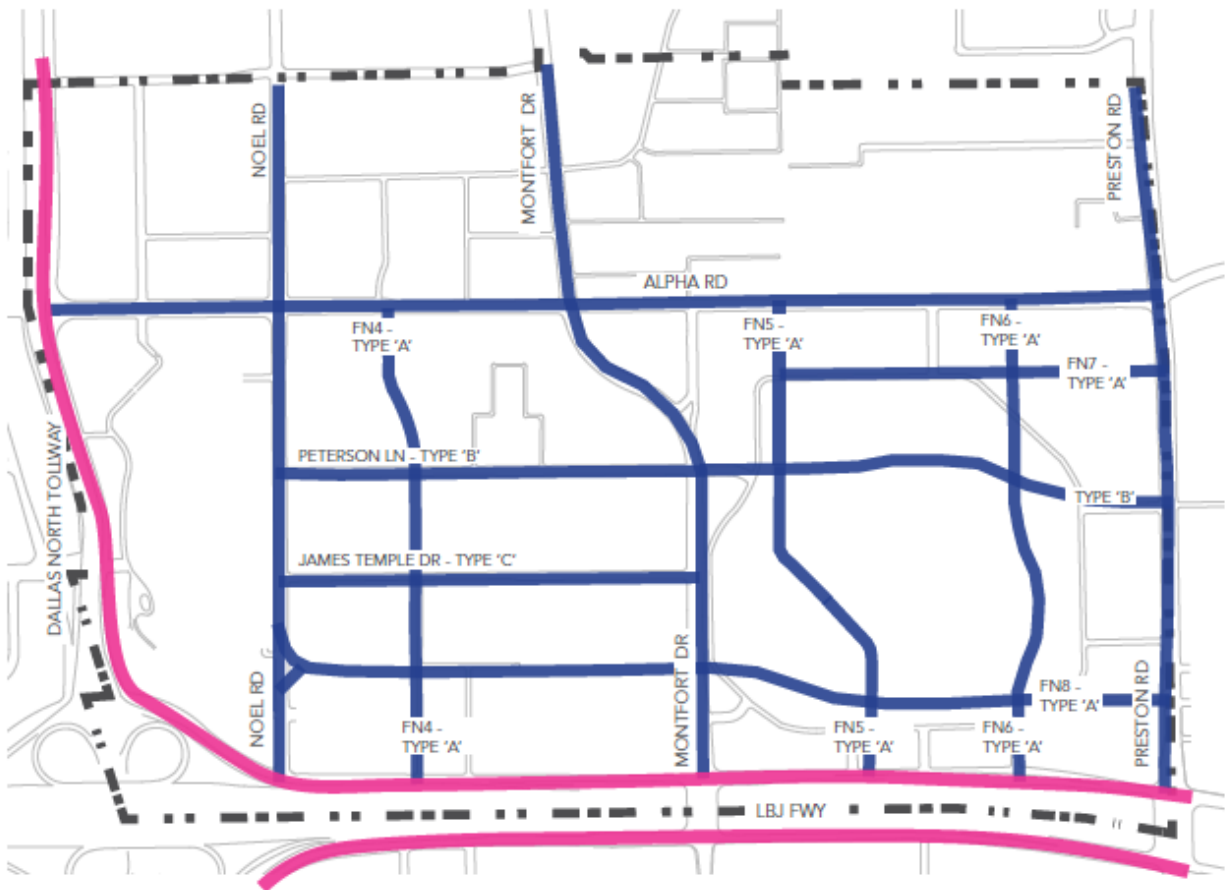 NOEL RD
MONTFORT DR
PRESTON RD
ALPHA RD
FN4 -
TYPE 'A'
FN5 -
TYPE 'A'
FN6 -
TYPE 'A'
FN7 -
TYPE 'A'
PETERSON LN - TYPE 'B'
TYPE 'B'
DALLAS NORTH TOLLWAY
JAMES TEMPLE DR - TYPE 'C'
NOEL RD
FN4 -
TYPE 'A'
MONTFORT DR
FN5 -
TYPE 'A'
FN6 -
TYPE 'A'
FN8 -
TYPE 'A'
PRESTON RD
LBJ FWY